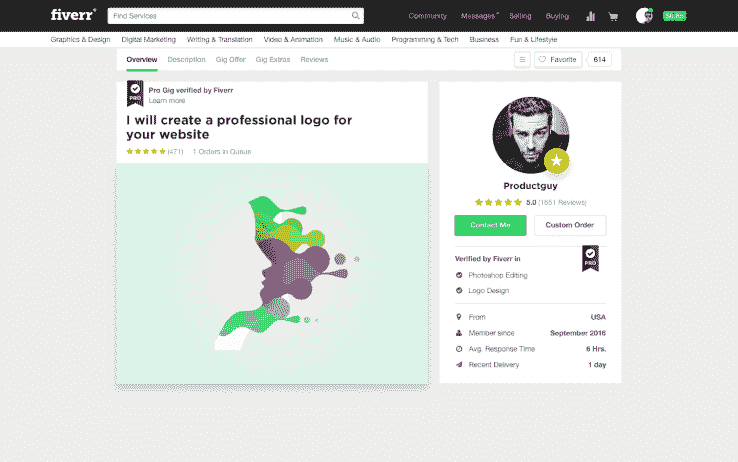 fiverr
Find Services
Community Messages Selling Buying $0.85
Graphics & Design Digital Marketing Writing & Translation Video & Animation Music & Audio Programming & Tech Business Fun & Lifestyle
Overview Description Gig Offer Gig Extras Reviews
Favorite 614
PRO
Pro Gig verified by Fiverr
Learn more
I will create a professional logo for
your website
(471) 1 Orders in Queue
Productguy
5.0 (1551 Reviews)
Contact Me Custom Order
Verified by Fiverr in
PRO
Photoshop Editing
Logo Design
From USA
Member since September 2016
Avg. Response Time 6 Hrs.
Recent Delivery 1 day